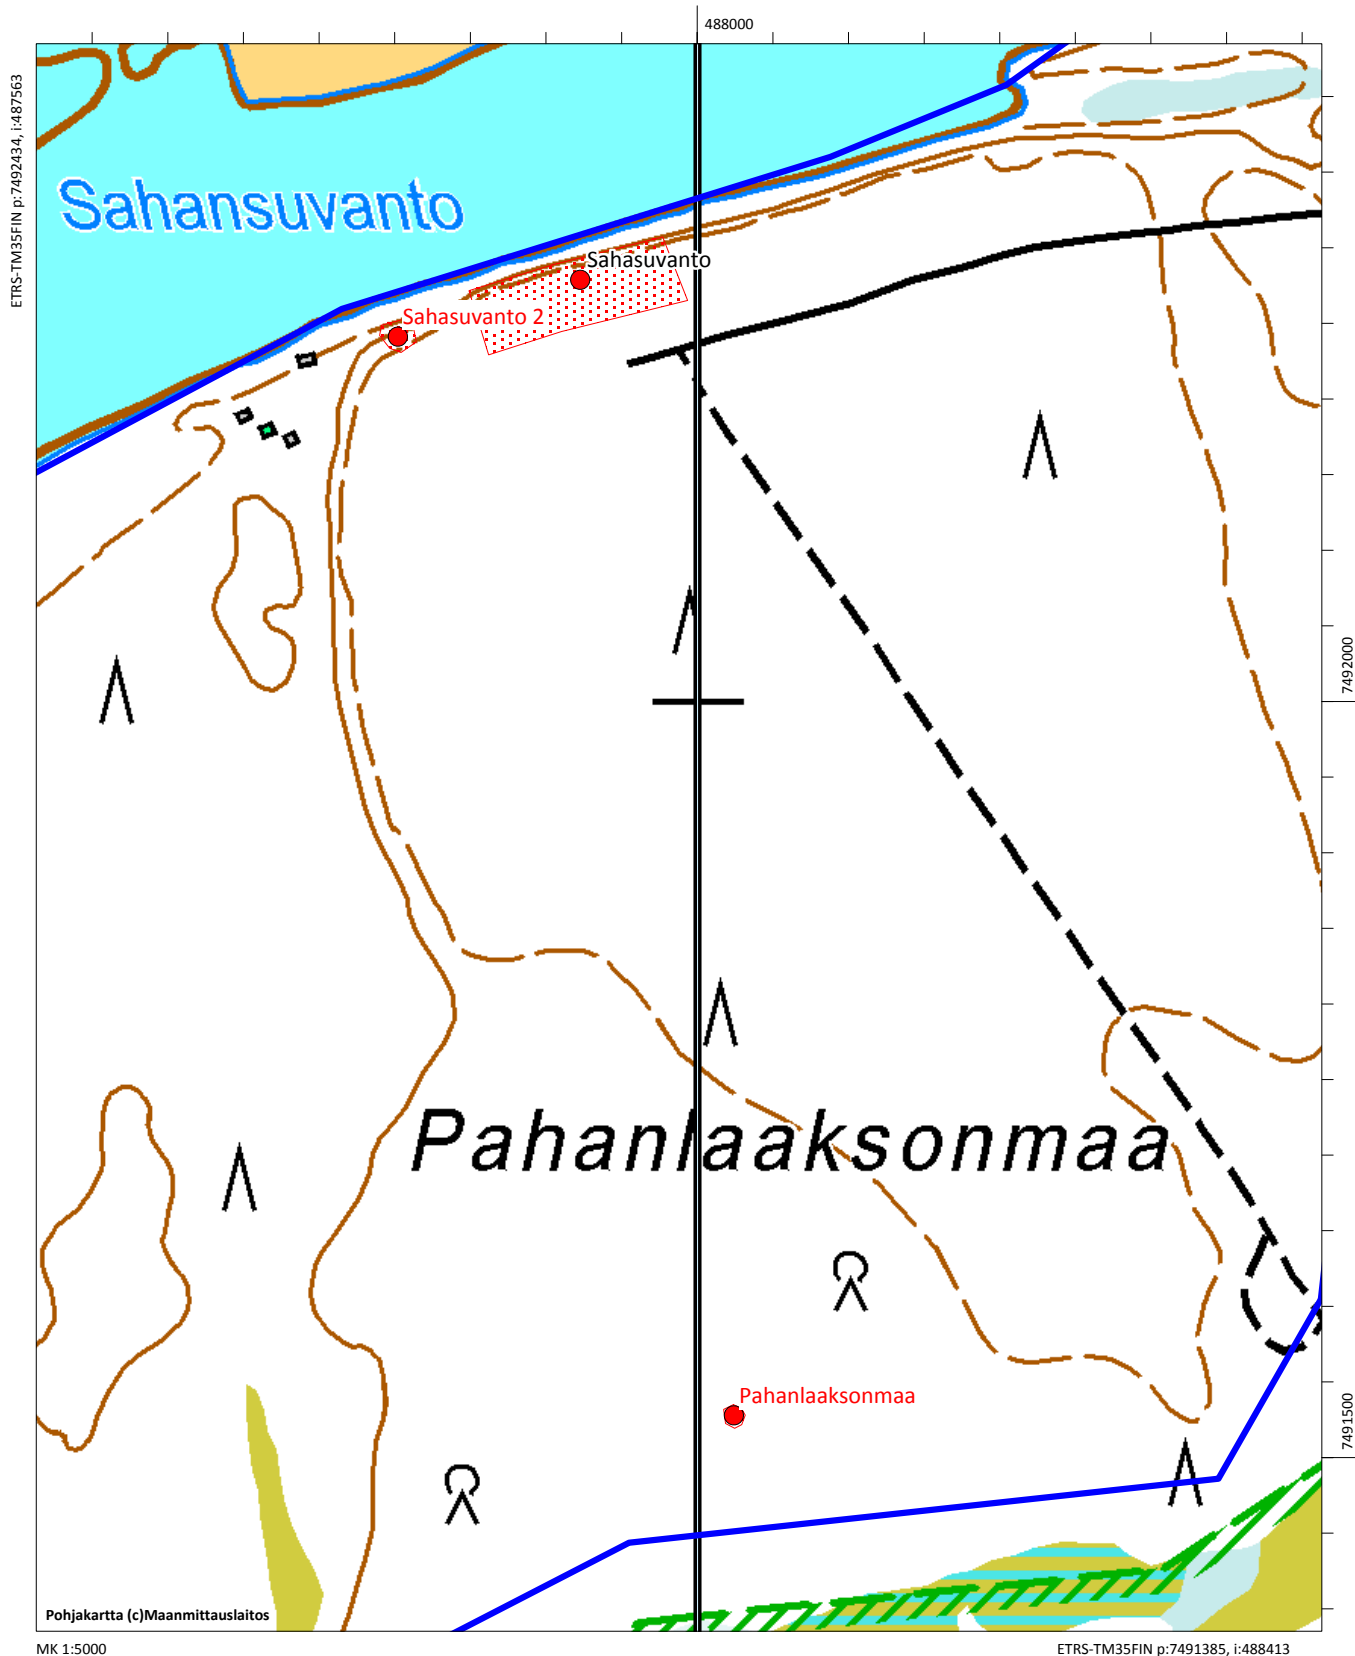 488000
ETRS-TM35FIN p:7492434, i:487563
Sahansuvanto
Sahasuvanto
Sahasuvanto 2
7492000
Pahanlaaksonmaa
Pahanlaaksonmaa
7491500
Pohjakartta (c)Maanmittauslaitos
MK 1:5000
ETRS-TM35FIN p:7491385, i:488413